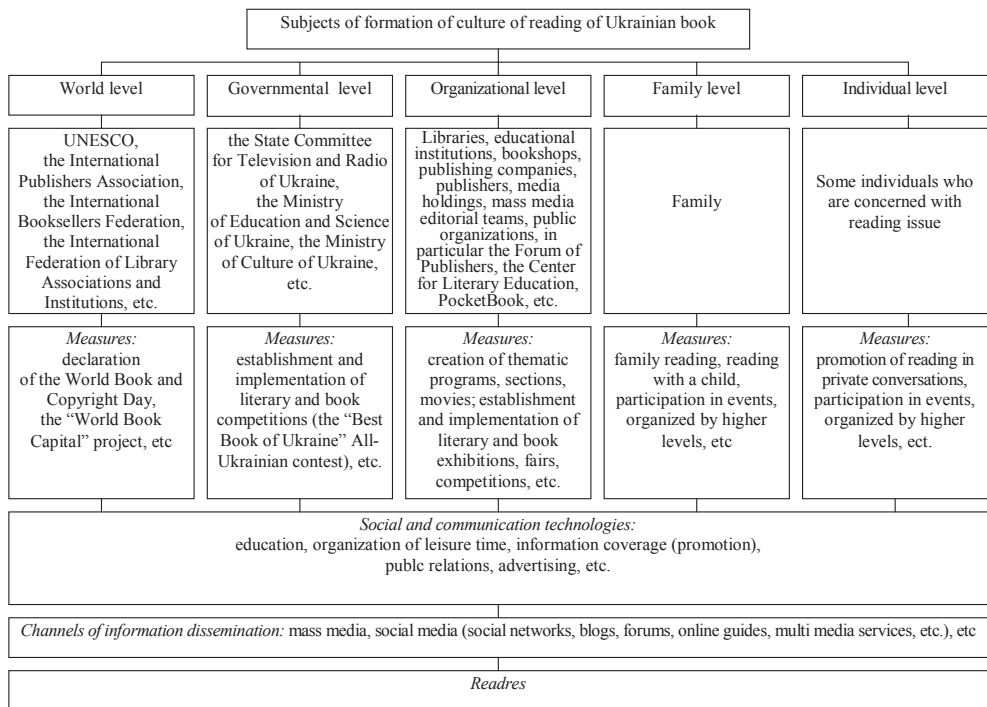 Subjects of formation of culture of reading of Ukrainian book
World level
Governmental level
Organizational level
Family level
Individual level
UNESCO,
the International
Publishers Association,
the International
Booksellers Federation,
the International
Federation of Library
Associations and
Institutions, etc.
the State Committee
for Television and Radio
of Ukraine,
the Ministry
of Education and Science
of Ukraine, the Ministry
of Culture of Ukraine,
etc.
Libraries, educational
institutions, bookshops,
publishing companies,
publishers, media
holdings, mass media
editorial teams, public
organizations, in
particular the Forum of
Publishers, the Center
for Literary Education,
PocketBook, etc.
Family
Some individuals who
are concerned with
reading issue
Measures:
declaration
of the World Book and
Copyright Day,
the “World Book
Capital” project, etc
Measures:
establishment and
implementation of
literary and book
competitions (the “Best
Book of Ukraine” All-
Ukrainian contest), etc.
Measures:
creation of thematic
programs, sections,
movies; establishment
and implementation of
literary and book
exhibitions, fairs,
competitions, etc.
Measures:
family reading, reading
with a child,
participation in events,
organized by higher
levels, etc
Measures:
promotion of reading in
private conversations,
participation in events,
organized by higher
levels, ect.
Social and communication technologies:
education, organization of leisure time, information coverage (promotion),
publc relations, advertising, etc.
Channels of information dissemination: mass media, social media (social networks, blogs, forums, online guides, multi media services, etc.), etc
Readres